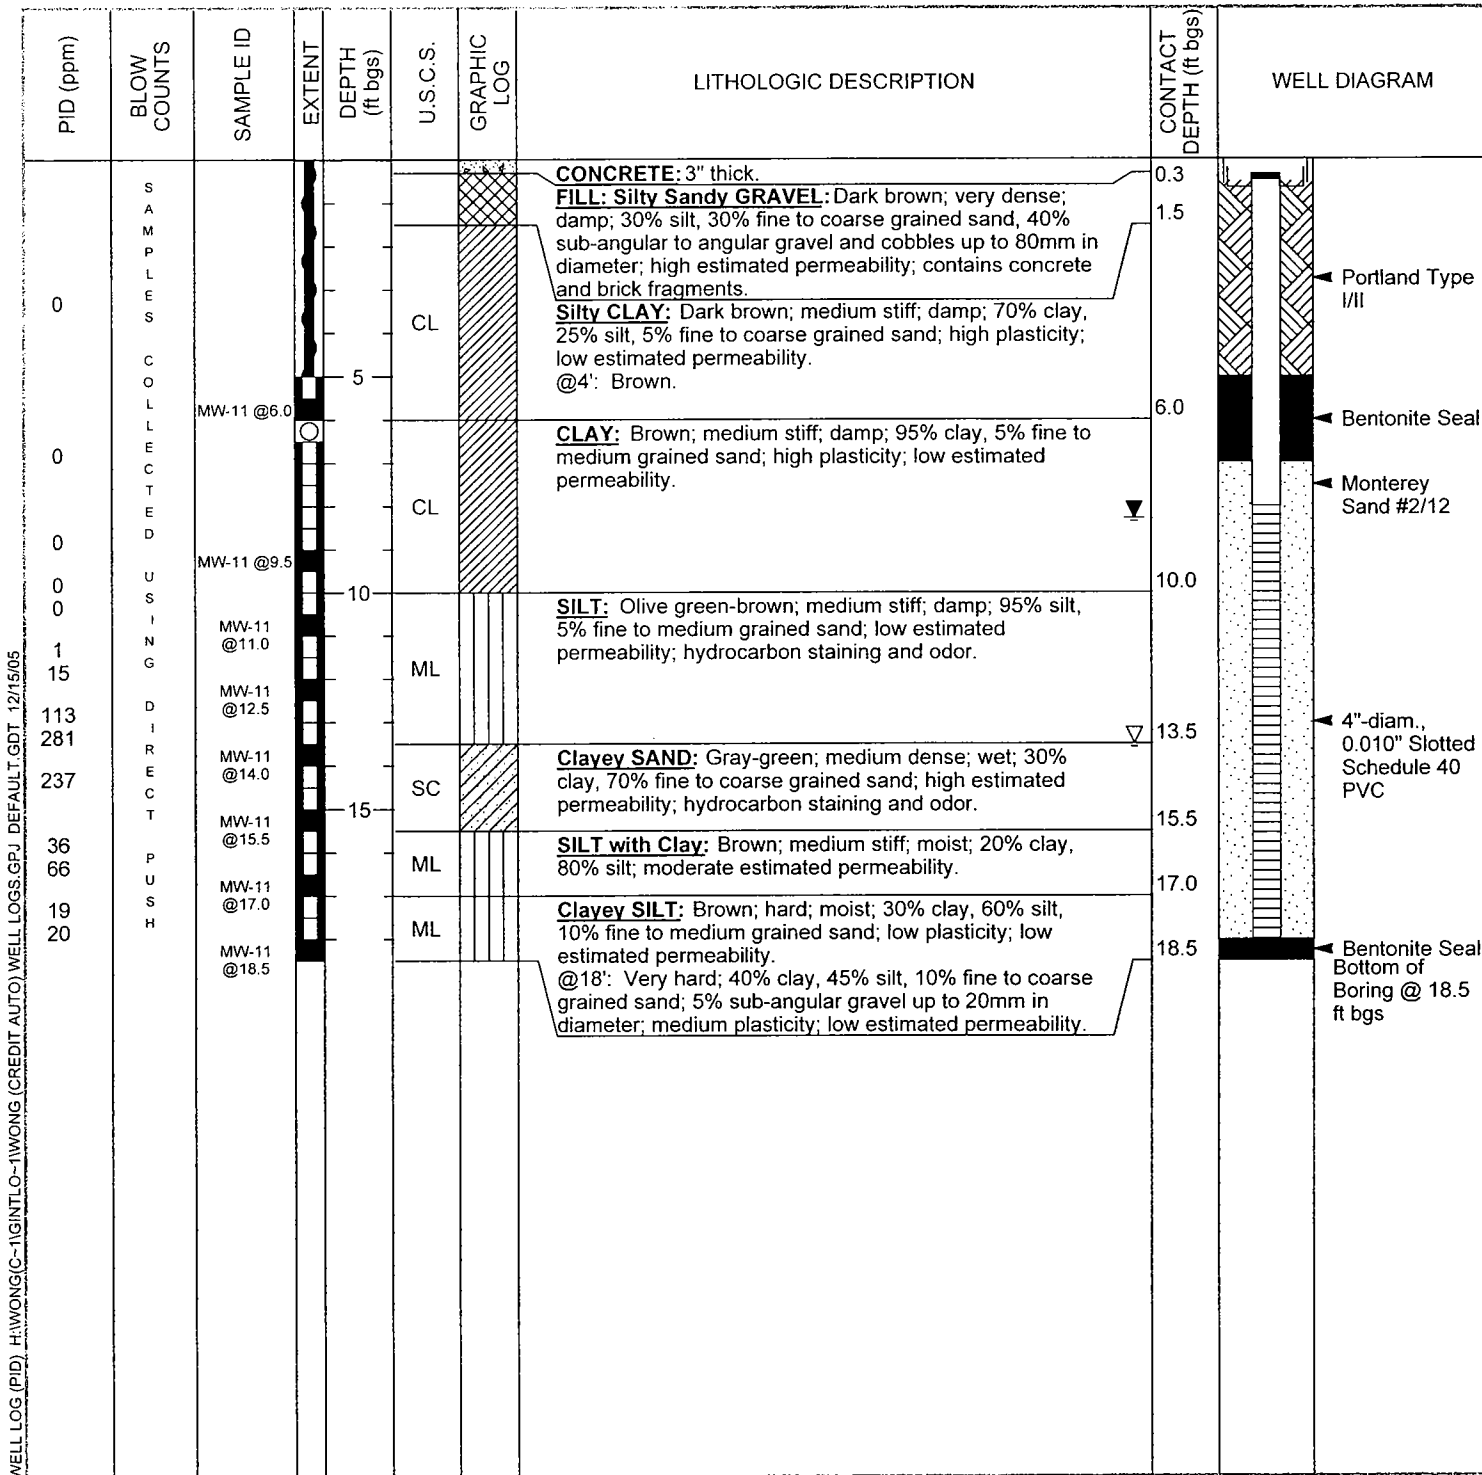 PID (ppm)
BLOW
COUNTS
SAMPLE ID
EXTENT
DEPTH
(ft bgs)
U.S.C.S.
GRAPHIC
LOG
LITHOLOGIC DESCRIPTION
CONTACT
DEPTH (ft bgs)
WELL DIAGRAM
SAMPLES COLLECTED USING DIRECT PUSH
0
0
0
0
0
1
15
113
281
237
36
66
19
20
MW-11 @6.0
MW-11 @9.5
MW-11
@11.0
MW-11
@12.5
MW-11
@14.0
MW-11
@15.5
MW-11
@17.0
MW-11
@18.5
5
10
15
CL
CL
ML
SC
ML
ML
CONCRETE: 3" thick.
FILL: Silty Sandy GRAVEL: Dark brown; very dense;
damp; 30% silt, 30% fine to coarse grained sand, 40%
sub-angular to angular gravel and cobbles up to 80mm in
diameter; high estimated permeability; contains concrete
and brick fragments.
Silty CLAY: Dark brown; medium stiff; damp; 70% clay,
25% silt, 5% fine to coarse grained sand; high plasticity;
low estimated permeability.
@4': Brown.
CLAY: Brown; medium stiff; damp; 95% clay, 5% fine to
medium grained sand; high plasticity; low estimated
permeability.
SILT: Olive green-brown; medium stiff; damp; 95% silt,
5% fine to medium grained sand; low estimated
permeability; hydrocarbon staining and odor.
Clayey SAND: Gray-green; medium dense; wet; 30%
clay, 70% fine to coarse grained sand; high estimated
permeability; hydrocarbon staining and odor.
SILT with Clay: Brown; medium stiff; moist; 20% clay,
80% silt; moderate estimated permeability.
Clayey SILT: Brown; hard; moist; 30% clay, 60% silt,
10% fine to medium grained sand; low plasticity; low
estimated permeability.
@18': Very hard; 40% clay, 45% silt, 10% fine to coarse
grained sand; 5% sub-angular gravel up to 20mm in
diameter; medium plasticity; low estimated permeability.
0.3
1.5
6.0
10.0
13.5
15.5
17.0
18.5
Portland Type
I/II
Bentonite Seal
Monterey
Sand #2/12
4"-diam.,
0.010" Slotted
Schedule 40
PVC
Bentonite Seal
Bottom of
Boring @ 18.5
ft bgs
WELL LOG (PID) H:\WONG(C~1\GINTLO~1\WONG (CREDIT AUTO) WELL LOGS.GPJ DEFAULT.GDT 12/15/05